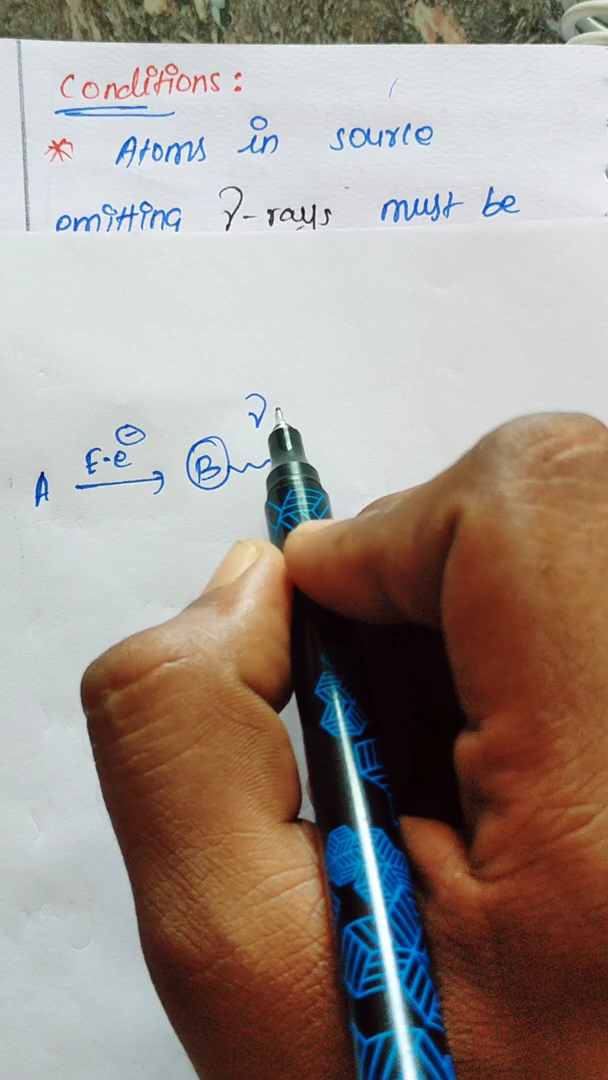 Conditions:
* Atoms in source
emitting γ-rays must be
γ
E·e⊖
A → B